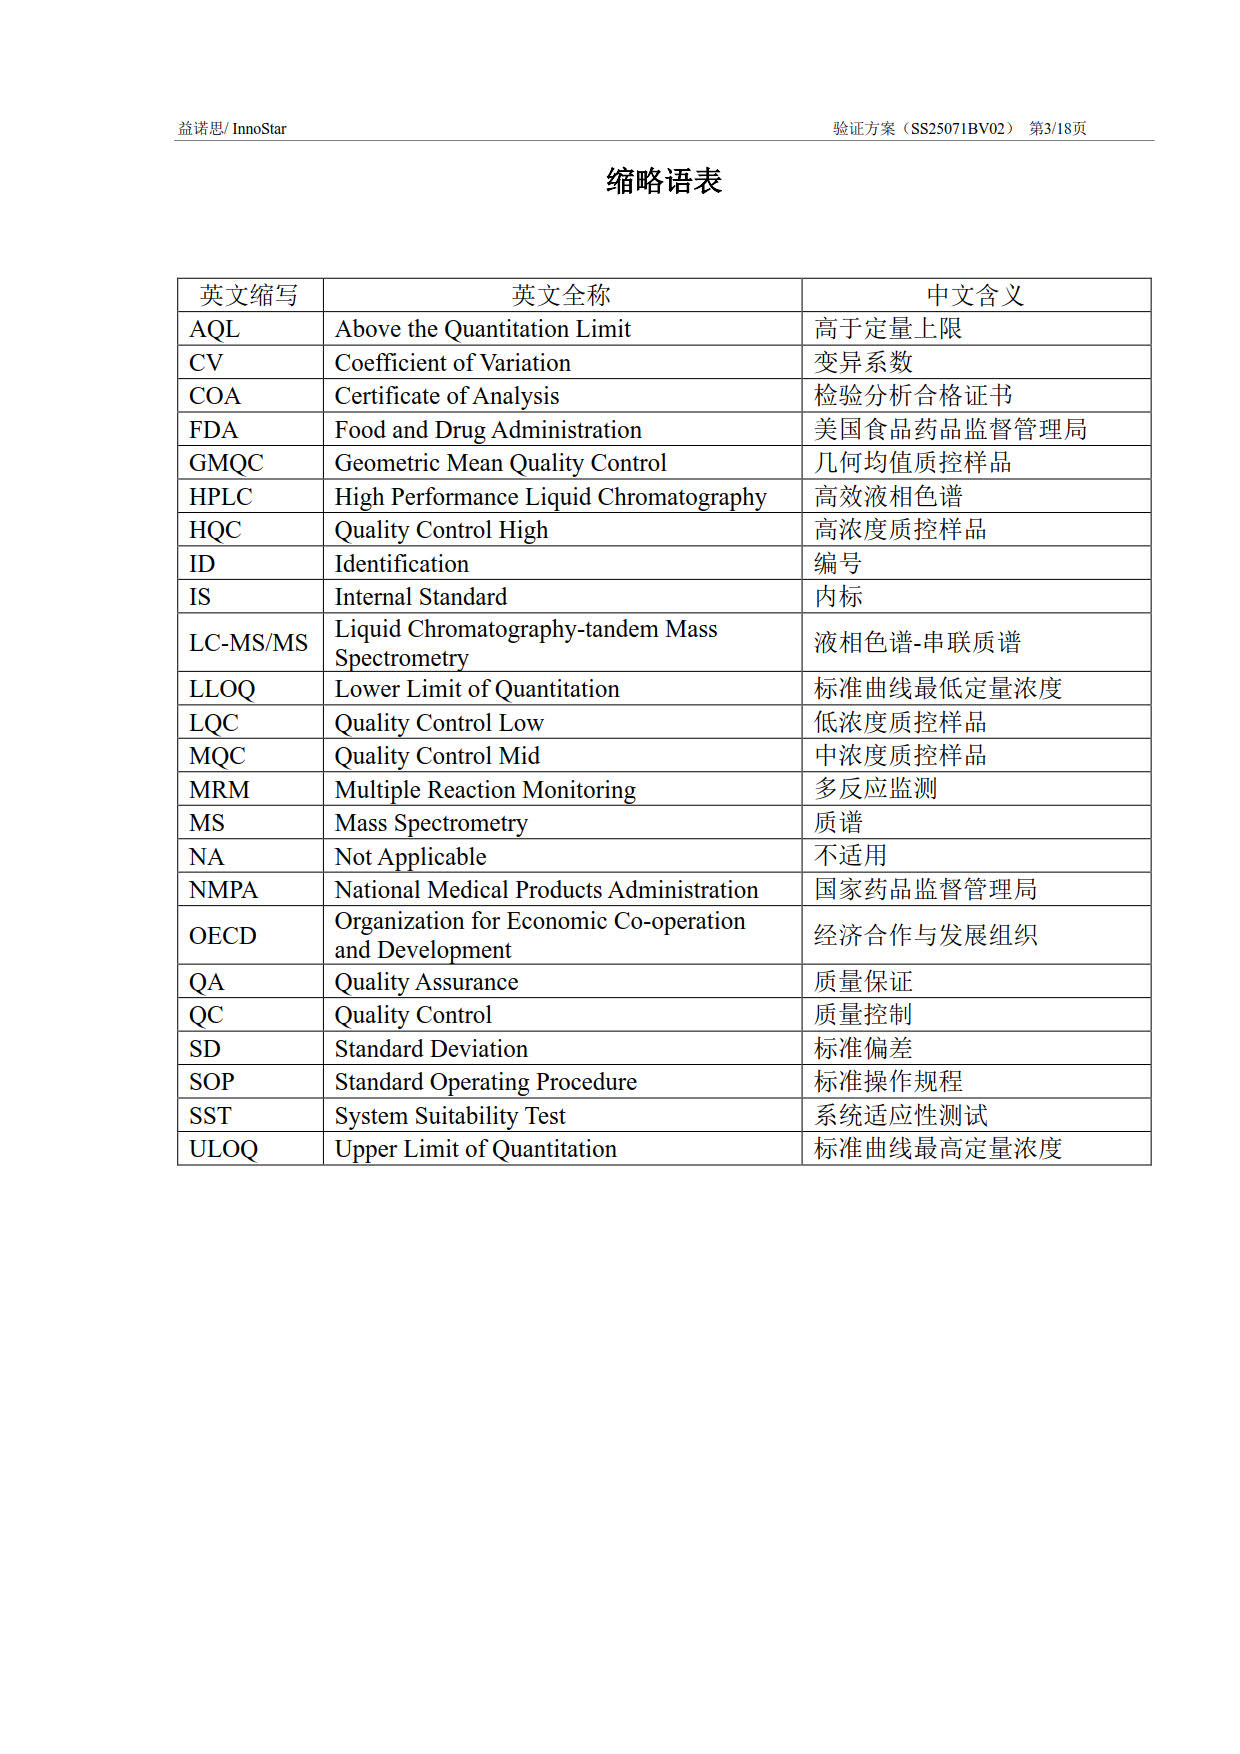 益诺思/ InnoStar 验证方案（SS25071BV02） 第3/18页
缩略语表
英文缩写 英文全称 中文含义
AQL Above the Quantitation Limit 高于定量上限
CV Coefficient of Variation 变异系数
COA Certificate of Analysis 检验分析合格证书
FDA Food and Drug Administration 美国食品药品监督管理局
GMQC Geometric Mean Quality Control 几何均值质控样品
HPLC High Performance Liquid Chromatography 高效液相色谱
HQC Quality Control High 高浓度质控样品
ID Identification 编号
IS Internal Standard 内标
LC-MS/MS Liquid Chromatography-tandem Mass
Spectrometry 液相色谱-串联质谱
LLOQ Lower Limit of Quantitation 标准曲线最低定量浓度
LQC Quality Control Low 低浓度质控样品
MQC Quality Control Mid 中浓度质控样品
MRM Multiple Reaction Monitoring 多反应监测
MS Mass Spectrometry 质谱
NA Not Applicable 不适用
NMPA National Medical Products Administration 国家药品监督管理局
OECD Organization for Economic Co-operation
and Development 经济合作与发展组织
QA Quality Assurance 质量保证
QC Quality Control 质量控制
SD Standard Deviation 标准偏差
SOP Standard Operating Procedure 标准操作规程
SST System Suitability Test 系统适应性测试
ULOQ Upper Limit of Quantitation 标准曲线最高定量浓度